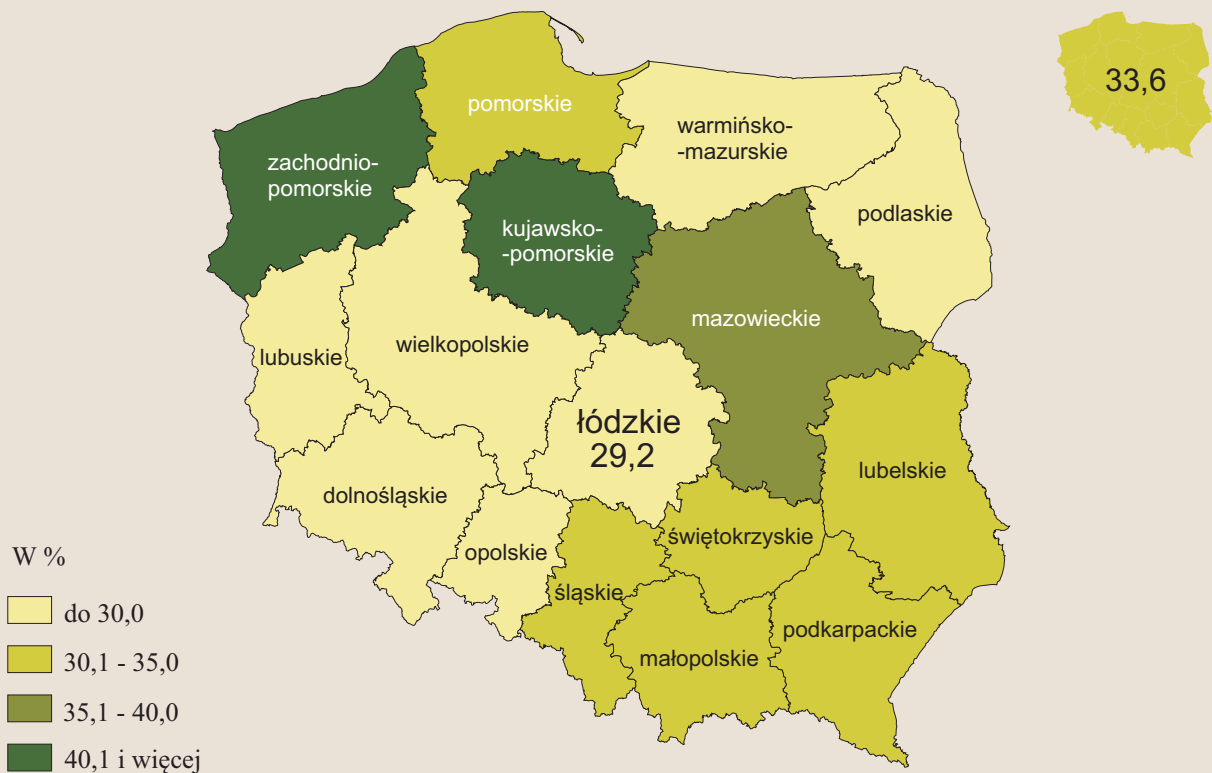 33,6
pomorskie
warmińsko-
-mazurskie
zachodnio-
pomorskie
podlaskie
kujawsko-
-pomorskie
mazowieckie
wielkopolskie
lubuskie
łódzkie
29,2
lubelskie
dolnośląskie
świętokrzyskie
opolskie
śląskie
podkarpackie
małopolskie
W %
do 30,0
30,1 - 35,0
35,1 - 40,0
40,1 i więcej